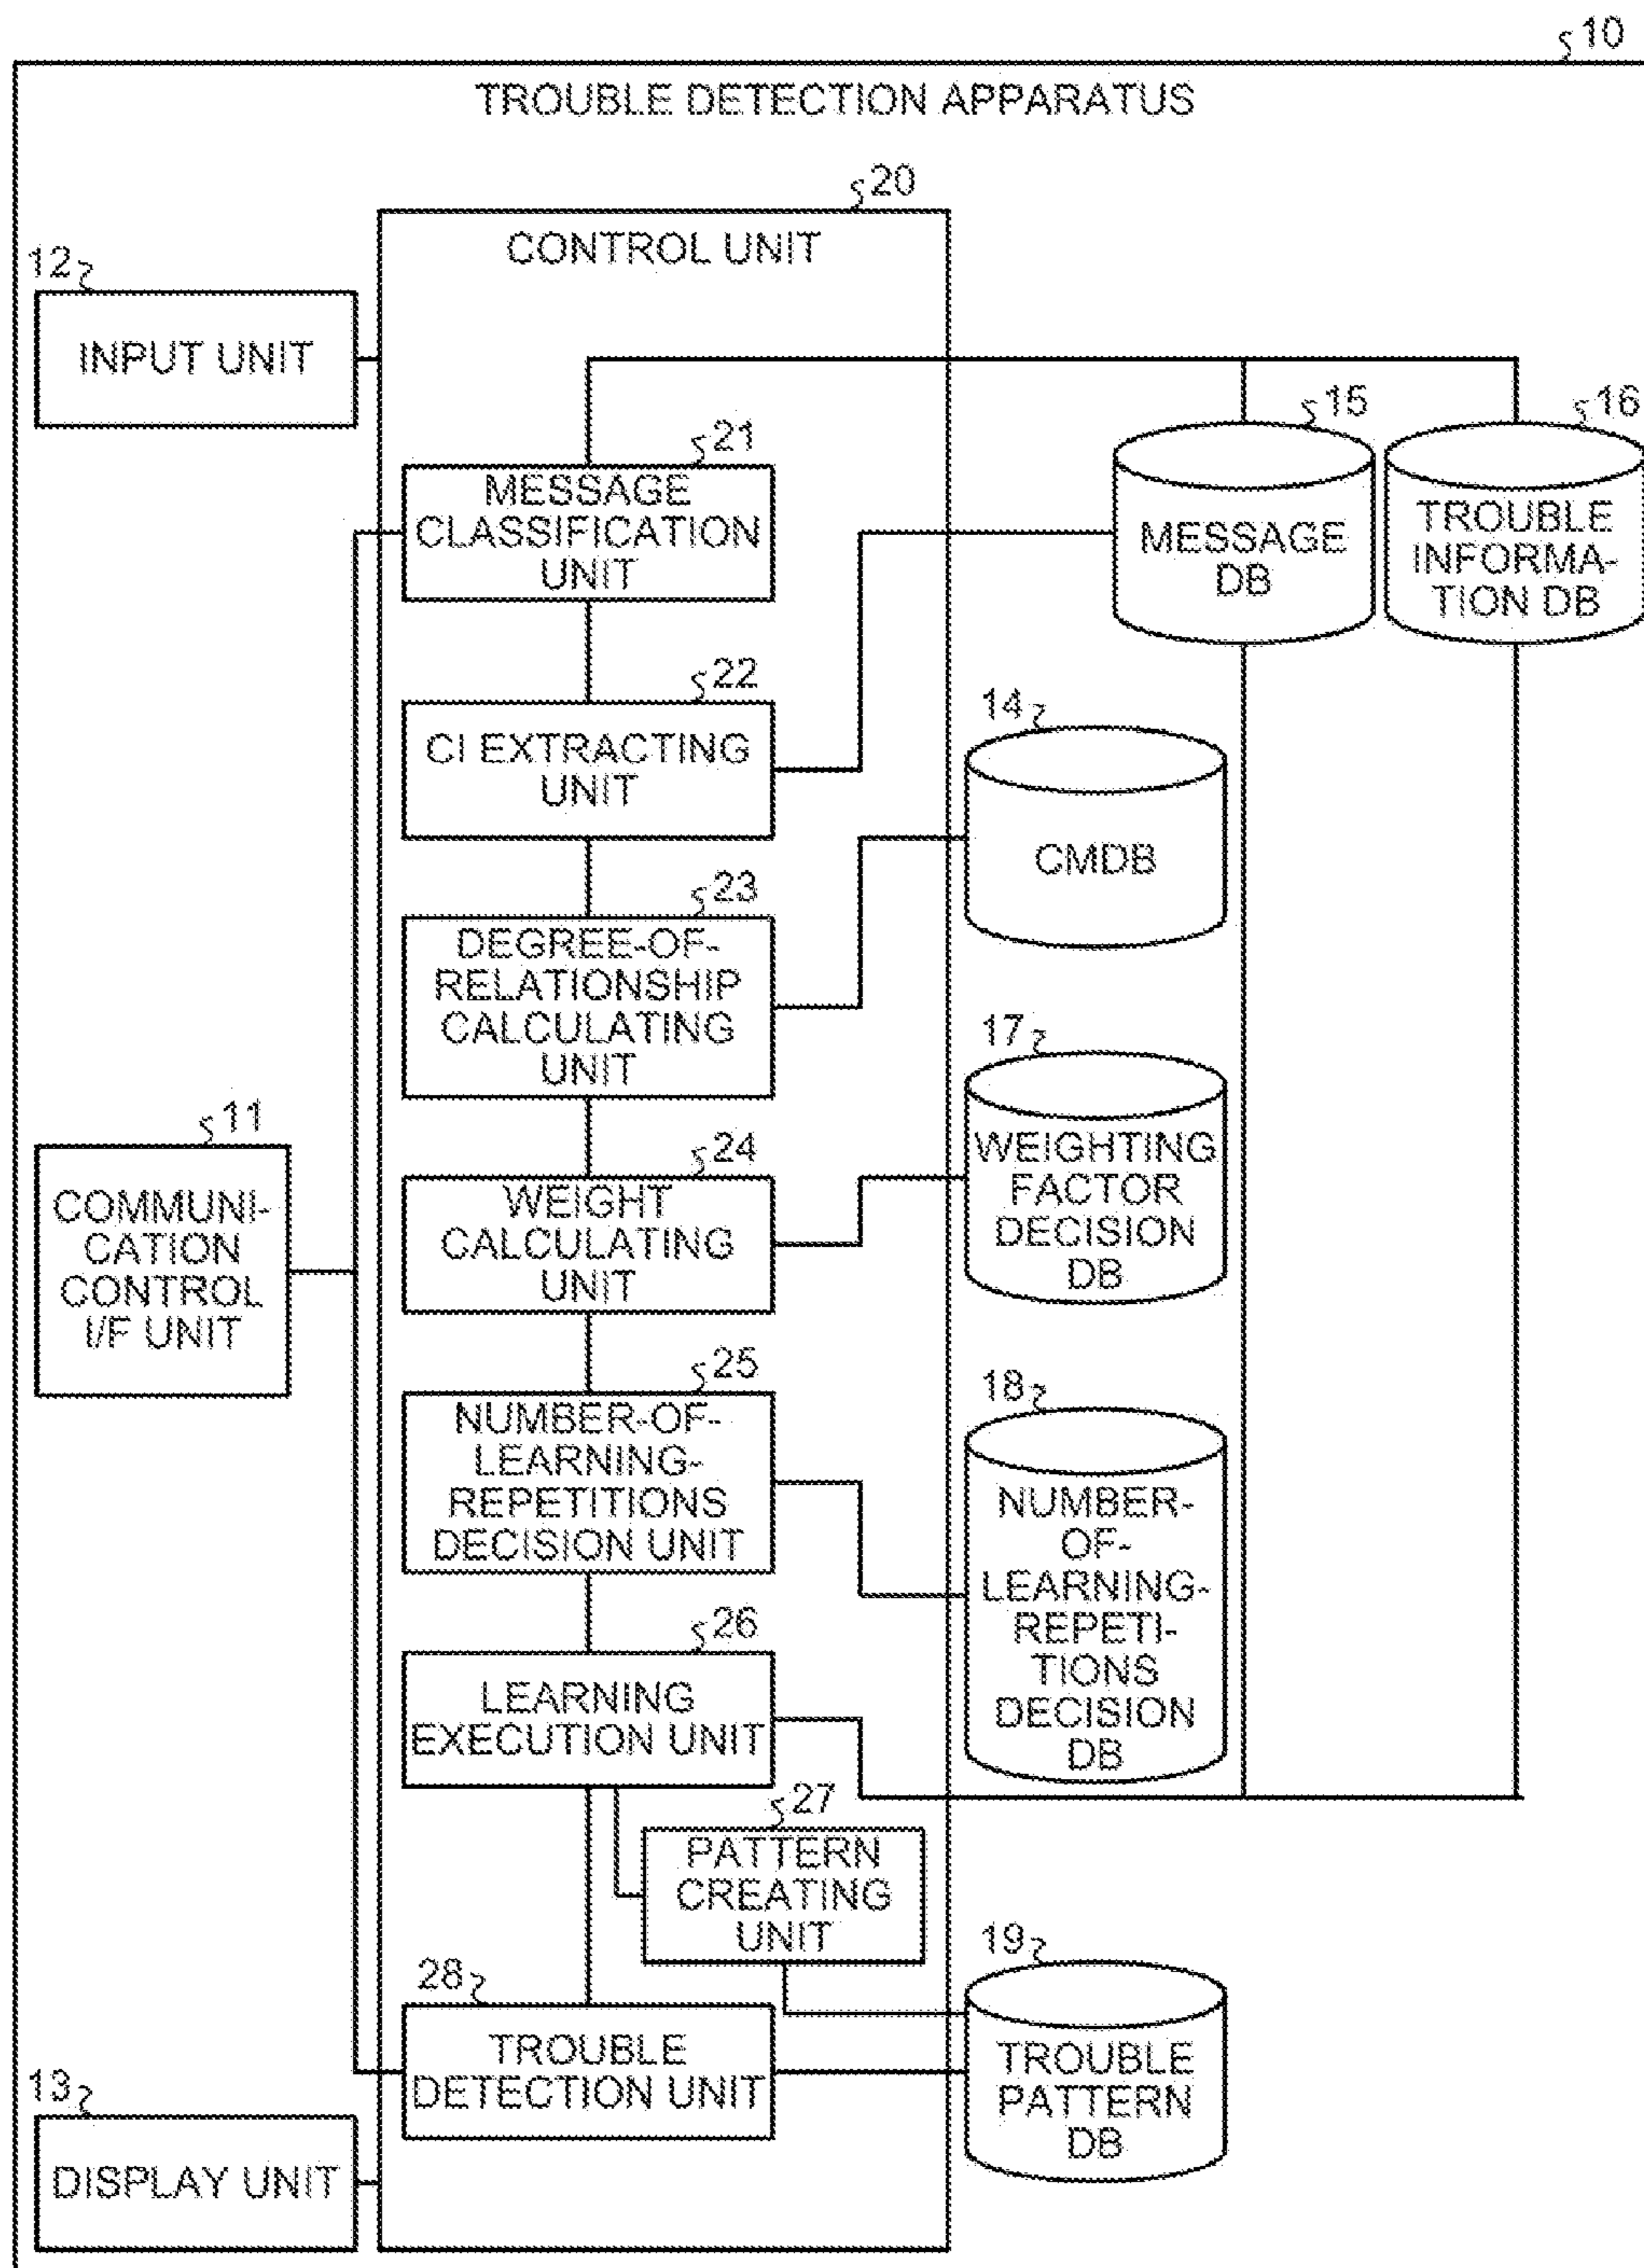 10
TROUBLE DETECTION APPARATUS
20
CONTROL UNIT
12
INPUT UNIT
15
16
21
MESSAGE
CLASSIFICATION
UNIT
MESSAGE
DB
TROUBLE
INFORMA-
TION DB
22
CI EXTRACTING
UNIT
14
CMDB
23
DEGREE-OF-
RELATIONSHIP
CALCULATING
UNIT
17
WEIGHTING
FACTOR
DECISION
DB
11
COMMUNI-
CATION
CONTROL
I/F UNIT
24
WEIGHT
CALCULATING
UNIT
25
NUMBER-OF-
LEARNING-
REPETITIONS
DECISION UNIT
18
NUMBER-
OF-
LEARNING-
REPETI-
TIONS
DECISION
DB
26
LEARNING
EXECUTION UNIT
27
PATTERN
CREATING
UNIT
19
TROUBLE
PATTERN
DB
28
TROUBLE
DETECTION UNIT
13
DISPLAY UNIT